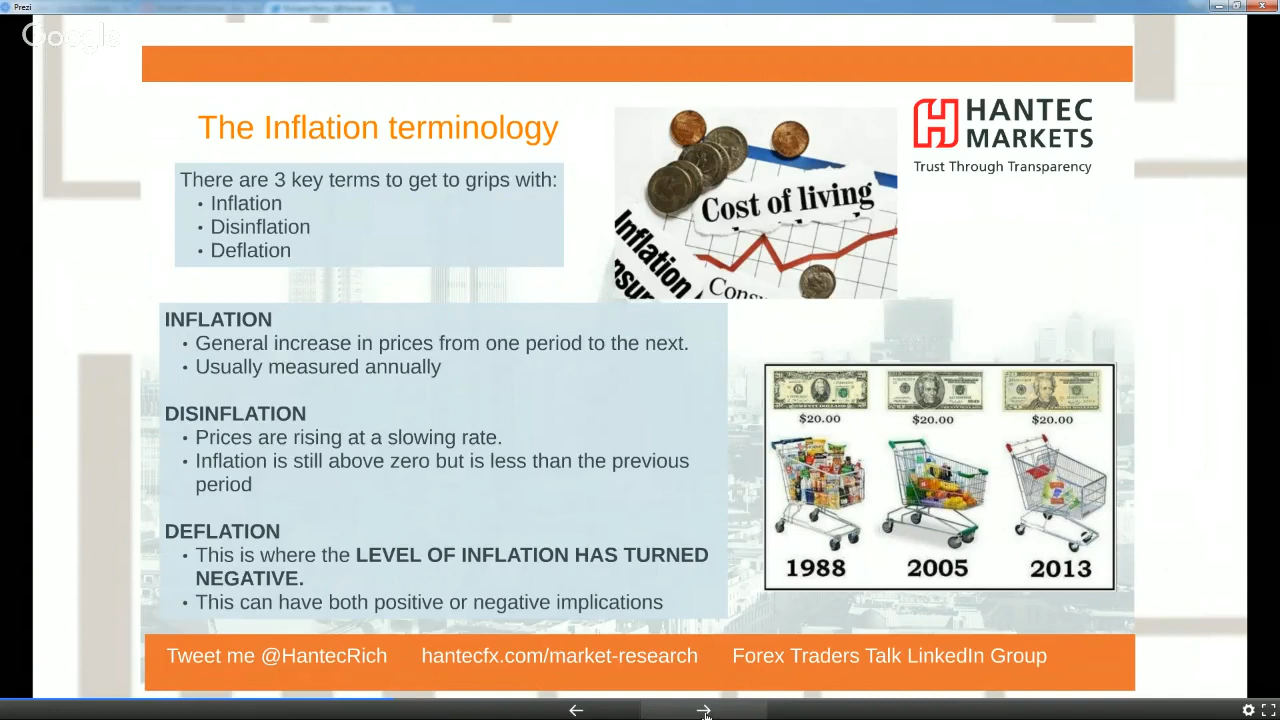 Prezi
Google
The Inflation terminology
There are 3 key terms to get to grips with:
• Inflation
• Disinflation
• Deflation
Cost of living
Inflation
HANTEC
MARKETS
Trust Through Transparency
INFLATION
• General increase in prices from one period to the next.
• Usually measured annually
DISINFLATION
• Prices are rising at a slowing rate.
• Inflation is still above zero but is less than the previous
period
DEFLATION
• This is where the LEVEL OF INFLATION HAS TURNED
NEGATIVE.
• This can have both positive or negative implications
$20.00 $20.00 $20.00
1988 2005 2013
Tweet me @HantecRich hantecfx.com/market-research Forex Traders Talk LinkedIn Group